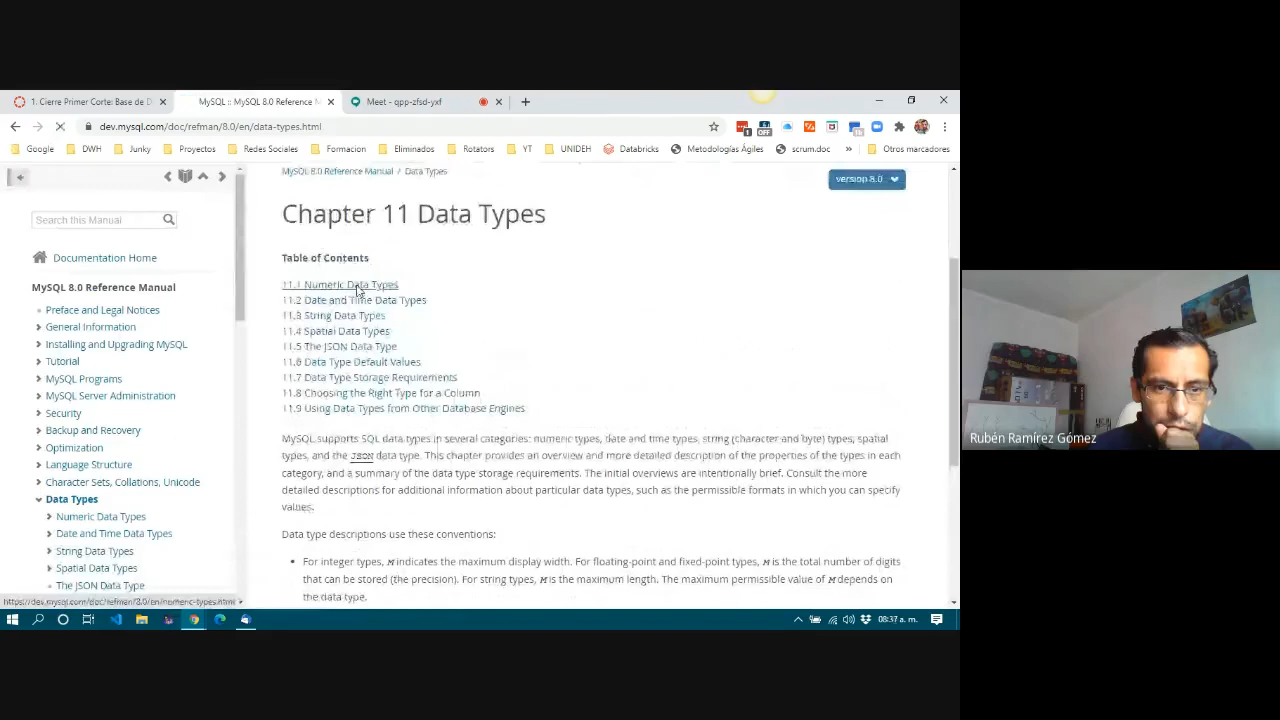 1. Cierre Primer Corte: Base de D
MySQL :: MySQL 8.0 Reference M
Meet - qpp-zfsd-yxf
dev.mysql.com/doc/refman/8.0/en/data-types.html
Google
DWH
Junky
Proyectos
Redes Sociales
Formacion
Eliminados
Rotators
YT
UNIDEH
Databricks
Metodologías Ágiles
scrum.doc
»
Otros marcadores
OFF
MySQL 8.0 Reference Manual / Data Types
version 8.0
Search this Manual
Documentation Home
MySQL 8.0 Reference Manual
Preface and Legal Notices
General Information
Installing and Upgrading MySQL
Tutorial
MySQL Programs
MySQL Server Administration
Security
Backup and Recovery
Optimization
Language Structure
Character Sets, Collations, Unicode
Data Types
Numeric Data Types
Date and Time Data Types
String Data Types
Spatial Data Types
The JSON Data Type
Chapter 11 Data Types
Table of Contents
11.1 Numeric Data Types
11.2 Date and Time Data Types
11.3 String Data Types
11.4 Spatial Data Types
11.5 The JSON Data Type
11.6 Data Type Default Values
11.7 Data Type Storage Requirements
11.8 Choosing the Right Type for a Column
11.9 Using Data Types from Other Database Engines
MySQL supports SQL data types in several categories: numeric types, date and time types, string (character and byte) types, spatial
types, and the JSON data type. This chapter provides an overview and more detailed description of the properties of the types in each
category, and a summary of the data type storage requirements. The initial overviews are intentionally brief. Consult the more
detailed descriptions for additional information about particular data types, such as the permissible formats in which you can specify
values.
Data type descriptions use these conventions:
For integer types, M indicates the maximum display width. For floating-point and fixed-point types, M is the total number of digits
that can be stored (the precision). For string types, M is the maximum length. The maximum permissible value of M depends on
the data type.
https://dev.mysql.com/doc/refman/8.0/en/numeric-types.html
08:37 a. m.
Rubén Ramírez Gómez